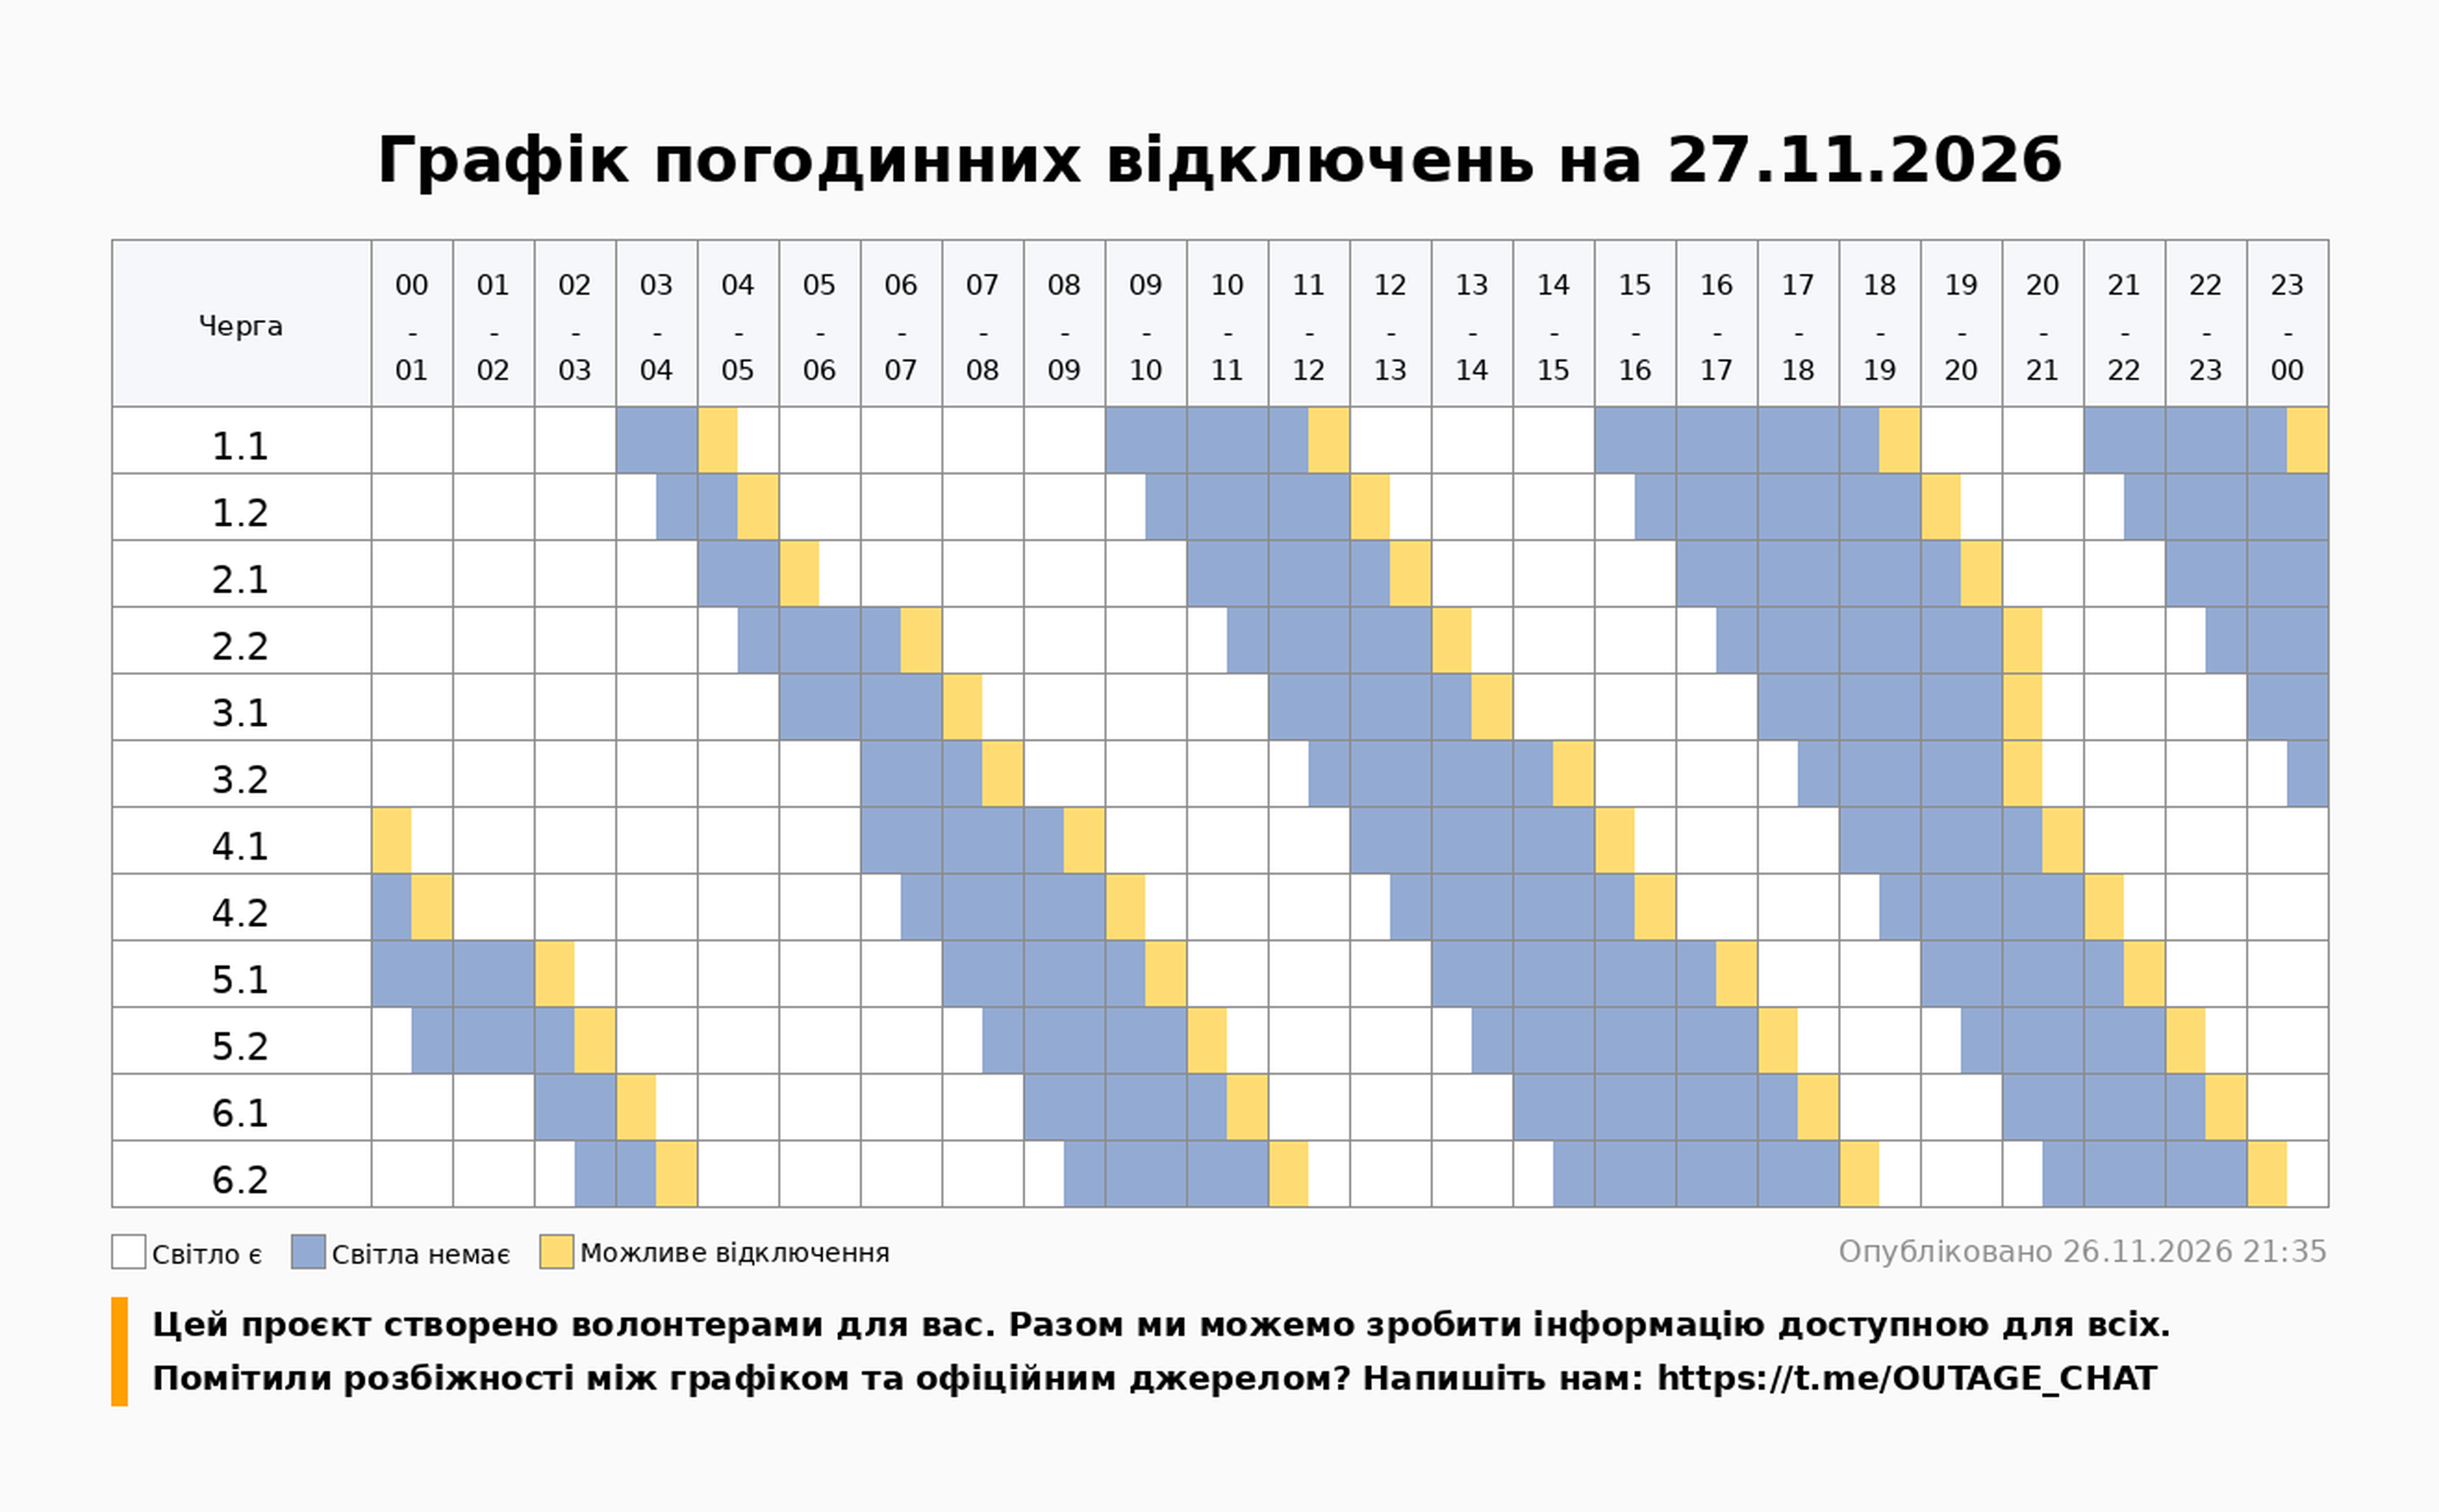 Графік погодинних відключень на 27.11.2026
Черга 00 - 01 01 - 02 02 - 03 03 - 04 04 - 05 05 - 06 06 - 07 07 - 08 08 - 09 09 - 10 10 - 11 11 - 12 12 - 13 13 - 14 14 - 15 15 - 16 16 - 17 17 - 18 18 - 19 19 - 20 20 - 21 21 - 22 22 - 23 23 - 00
1.1
1.2
2.1
2.2
3.1
3.2
4.1
4.2
5.1
5.2
6.1
6.2
Світло є Світла немає Можливе відключення Опубліковано 26.11.2026 21:35
Цей проєкт створено волонтерами для вас. Разом ми можемо зробити інформацію доступною для всіх.
Помітили розбіжності між графіком та офіційним джерелом? Напишіть нам: https://t.me/OUTAGE_CHAT